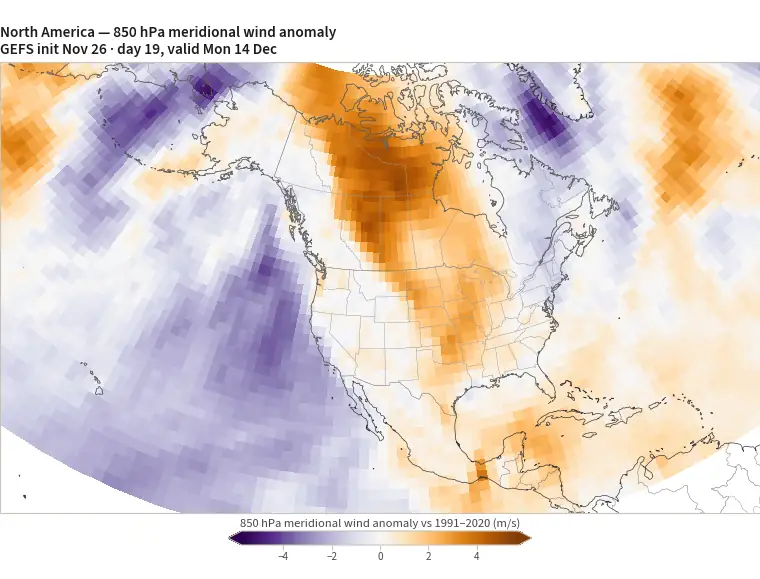 North America — 850 hPa meridional wind anomaly
GEFS init Nov 26 · day 19, valid Mon 14 Dec
850 hPa meridional wind anomaly vs 1991−2020 (m/s)
−4 −2 0 2 4